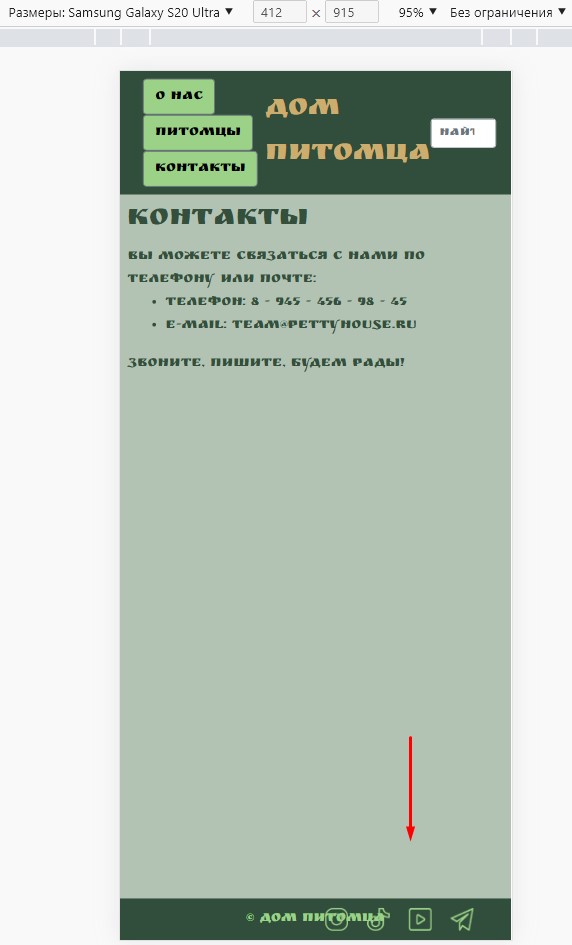 Размеры: Samsung Galaxy S20 Ultra ▼ 412 × 915 95% ▼ Без ограничения ▼
О НАС
ПИТОМЦЫ
КОНТАКТЫ
ДОМ
ПИТОМЦА
НАЙТ
КОНТАКТЫ
ВЫ МОЖЕТЕ СВЯЗАТЬСЯ С НАМИ ПО
ТЕЛЕФОНУ ИЛИ ПОЧТЕ:
• ТЕЛЕФОН: 8 - 945 - 456 - 98 - 45
• E-MAIL: TEAM@PETTYHOUSE.RU
ЗВОНИТЕ, ПИШИТЕ, БУДЕМ РАДЫ!
© ДОМ ПИТОМЦА